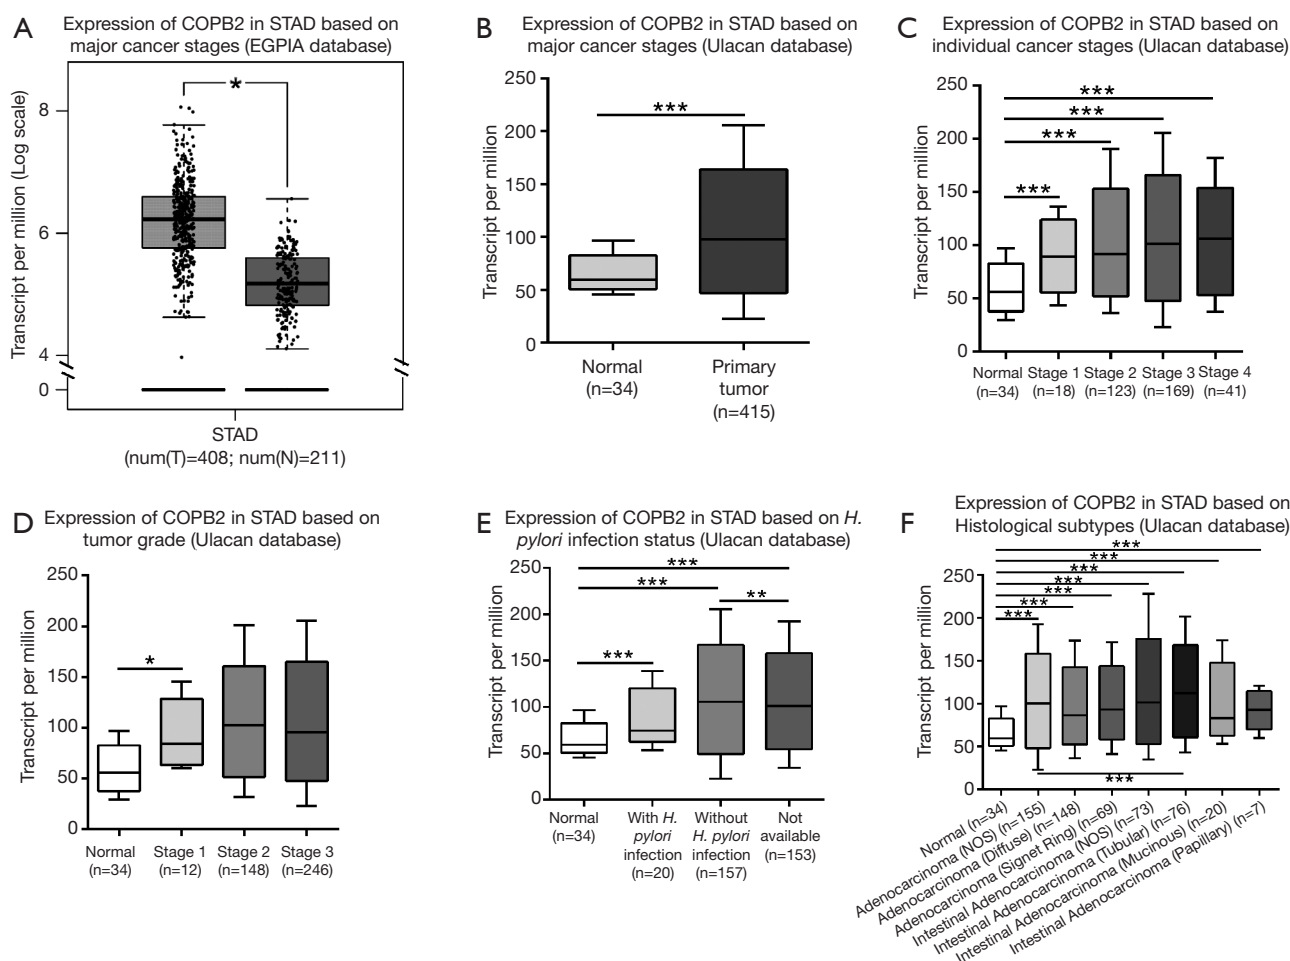 A
Expression of COPB2 in STAD based on
major cancer stages (EGPIA database)
Transcript per million (Log scale)
8
6
4
0
*
STAD
(num(T)=408; num(N)=211)
B
Expression of COPB2 in STAD based on
major cancer stages (Ulacan database)
Transcript per million
250
200
150
100
50
0
***
Normal
(n=34)
Primary
tumor
(n=415)
C
Expression of COPB2 in STAD based on
individual cancer stages (Ulacan database)
Transcript per million
250
200
150
100
50
0
***
***
***
***
Normal
(n=34)
Stage 1
(n=18)
Stage 2
(n=123)
Stage 3
(n=169)
Stage 4
(n=41)
D
Expression of COPB2 in STAD based on
tumor grade (Ulacan database)
Transcript per million
250
200
150
100
50
0
*
Normal
(n=34)
Stage 1
(n=12)
Stage 2
(n=148)
Stage 3
(n=246)
E
Expression of COPB2 in STAD based on H.
pylori infection status (Ulacan database)
Transcript per million
250
200
150
100
50
0
***
***
**
***
Normal
(n=34)
With H.
pylori
infection
(n=20)
Without
H. pylori
infection
(n=157)
Not
available
(n=153)
F
Expression of COPB2 in STAD based on
Histological subtypes (Ulacan database)
Transcript per million
250
200
150
100
50
0
***
***
***
***
***
***
***
***
Normal (n=34)
Adenocarcinoma (NOS) (n=155)
Adenocarcinoma (Diffuse) (n=148)
Adenocarcinoma (Signet Ring) (n=69)
Intestinal Adenocarcinoma (NOS) (n=73)
Intestinal Adenocarcinoma (Tubular) (n=76)
Intestinal Adenocarcinoma (Mucinous) (n=20)
Intestinal Adenocarcinoma (Papillary) (n=7)